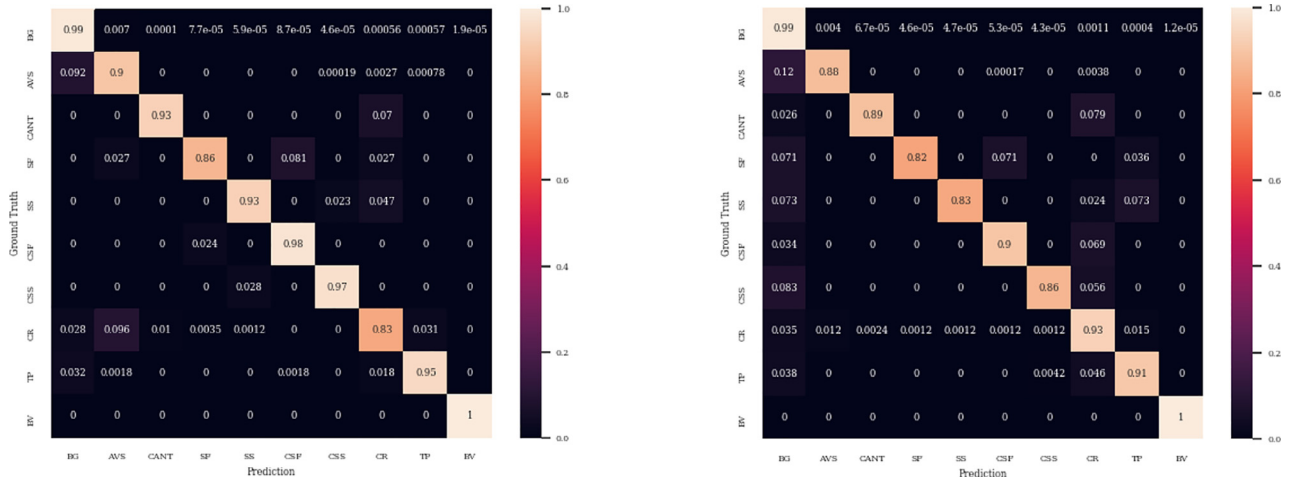 BG 0.99 0.007 0.0001 7.7e-05 5.9e-05 8.7e-05 4.6e-05 0.00056 0.00057 1.9e-05
AVS 0.092 0.9 0 0 0 0 0.00019 0.0027 0.00078 0
CANT 0 0 0.93 0 0 0 0 0.07 0 0
SF 0 0.027 0 0.86 0 0.081 0 0.027 0 0
SS 0 0 0 0 0.93 0 0.023 0.047 0 0
CSF 0 0 0 0.024 0 0.98 0 0 0 0
CSS 0 0 0 0 0.028 0 0.97 0 0 0
CR 0.028 0.096 0.01 0.0035 0.0012 0 0 0.83 0.031 0
TP 0.032 0.0018 0 0 0 0.0018 0 0.018 0.95 0
BV 0 0 0 0 0 0 0 0 0 1
BG AVS CANT SF SS CSF CSS CR TP BV
Prediction
Ground Truth
1.0
0.8
0.6
0.4
0.2
0.0
BG 0.99 0.004 6.7e-05 4.6e-05 4.7e-05 5.3e-05 4.3e-05 0.0011 0.0004 1.2e-05
AVS 0.12 0.88 0 0 0 0.00017 0 0.0038 0 0
CANT 0.026 0 0.89 0 0 0 0 0.079 0 0
SF 0.071 0 0 0.82 0 0.071 0 0 0.036 0
SS 0.073 0 0 0 0.83 0 0 0.024 0.073 0
CSF 0.034 0 0 0 0 0.9 0 0.069 0 0
CSS 0.083 0 0 0 0 0 0.86 0.056 0 0
CR 0.035 0.012 0.0024 0.0012 0.0012 0.0012 0.0012 0.93 0.015 0
TP 0.038 0 0 0 0 0 0.0042 0.046 0.91 0
BV 0 0 0 0 0 0 0 0 0 1
BG AVS CANT SF SS CSF CSS CR TP BV
Prediction
Ground Truth
1.0
0.8
0.6
0.4
0.2
0.0